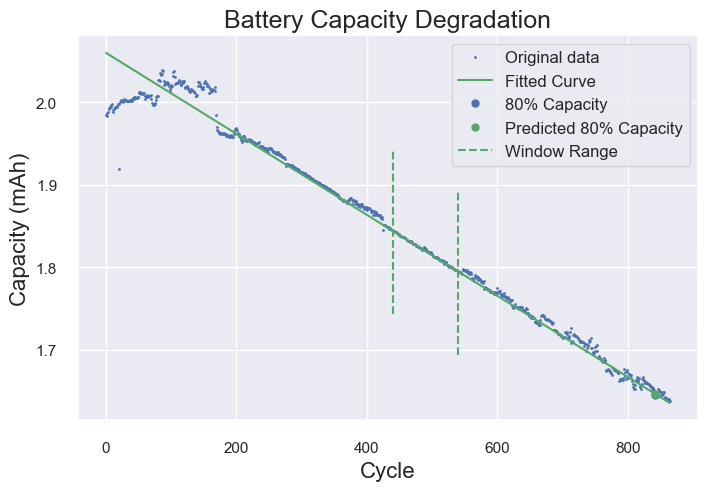 Battery Capacity Degradation
Original data
Fitted Curve
80% Capacity
Predicted 80% Capacity
Window Range
Capacity (mAh)
2.0
1.9
1.8
1.7
0
200
400
600
800
Cycle